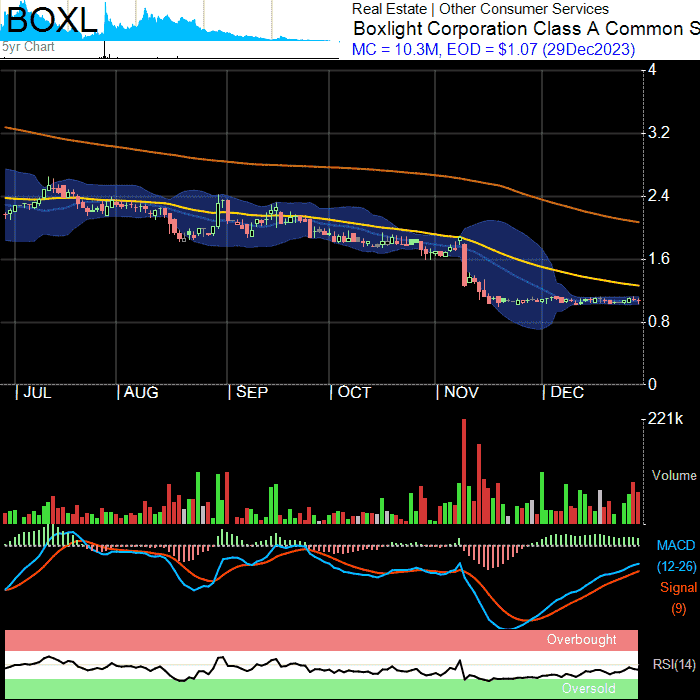 BOXL
5yr Chart
Real Estate | Other Consumer Services
Boxlight Corporation Class A Common S
MC = 10.3M, EOD = $1.07 (29Dec2023)
4
3.2
2.4
1.6
0.8
0
JUL AUG SEP OCT NOV DEC
221k
Volume
MACD
(12-26)
Signal
(9)
Overbought
RSI(14)
Oversold